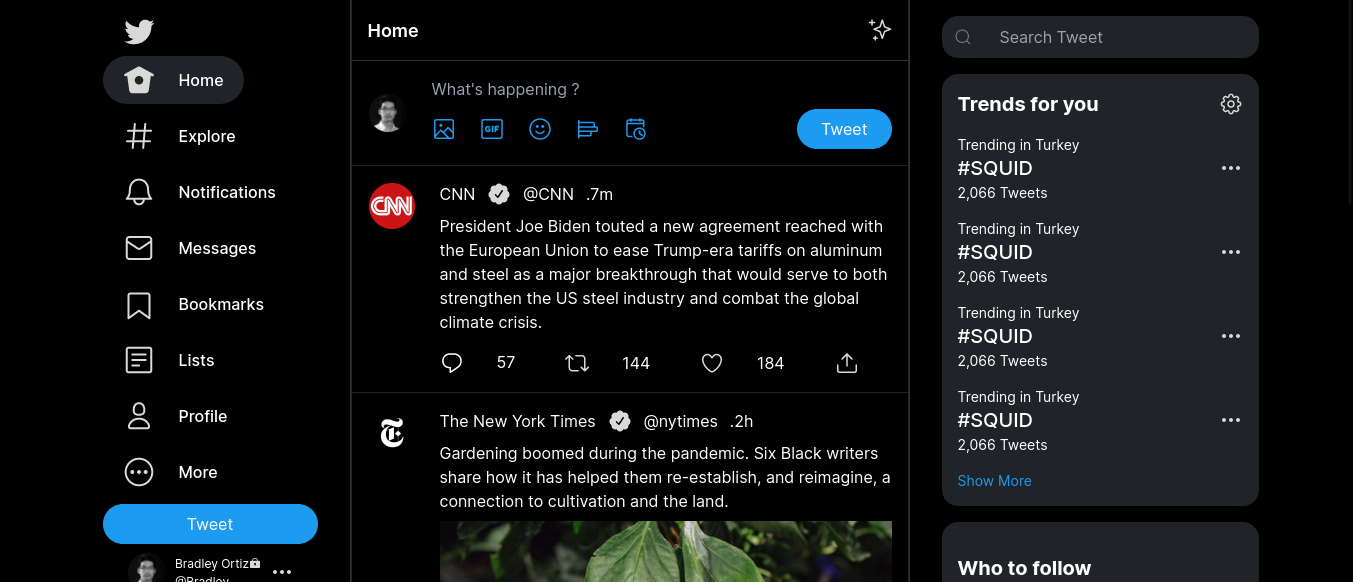 Home
Explore
Notifications
Messages
Bookmarks
Lists
Profile
More
Tweet
Bradley Ortiz
@Bradley
Home
What's happening ?
GIF
Tweet
CNN
CNN @CNN .7m
President Joe Biden touted a new agreement reached with
the European Union to ease Trump-era tariffs on aluminum
and steel as a major breakthrough that would serve to both
strengthen the US steel industry and combat the global
climate crisis.
57 144 184
The New York Times @nytimes .2h
Gardening boomed during the pandemic. Six Black writers
share how it has helped them re-establish, and reimagine, a
connection to cultivation and the land.
Search Tweet
Trends for you
Trending in Turkey
#SQUID
2,066 Tweets
Trending in Turkey
#SQUID
2,066 Tweets
Trending in Turkey
#SQUID
2,066 Tweets
Trending in Turkey
#SQUID
2,066 Tweets
Show More
Who to follow